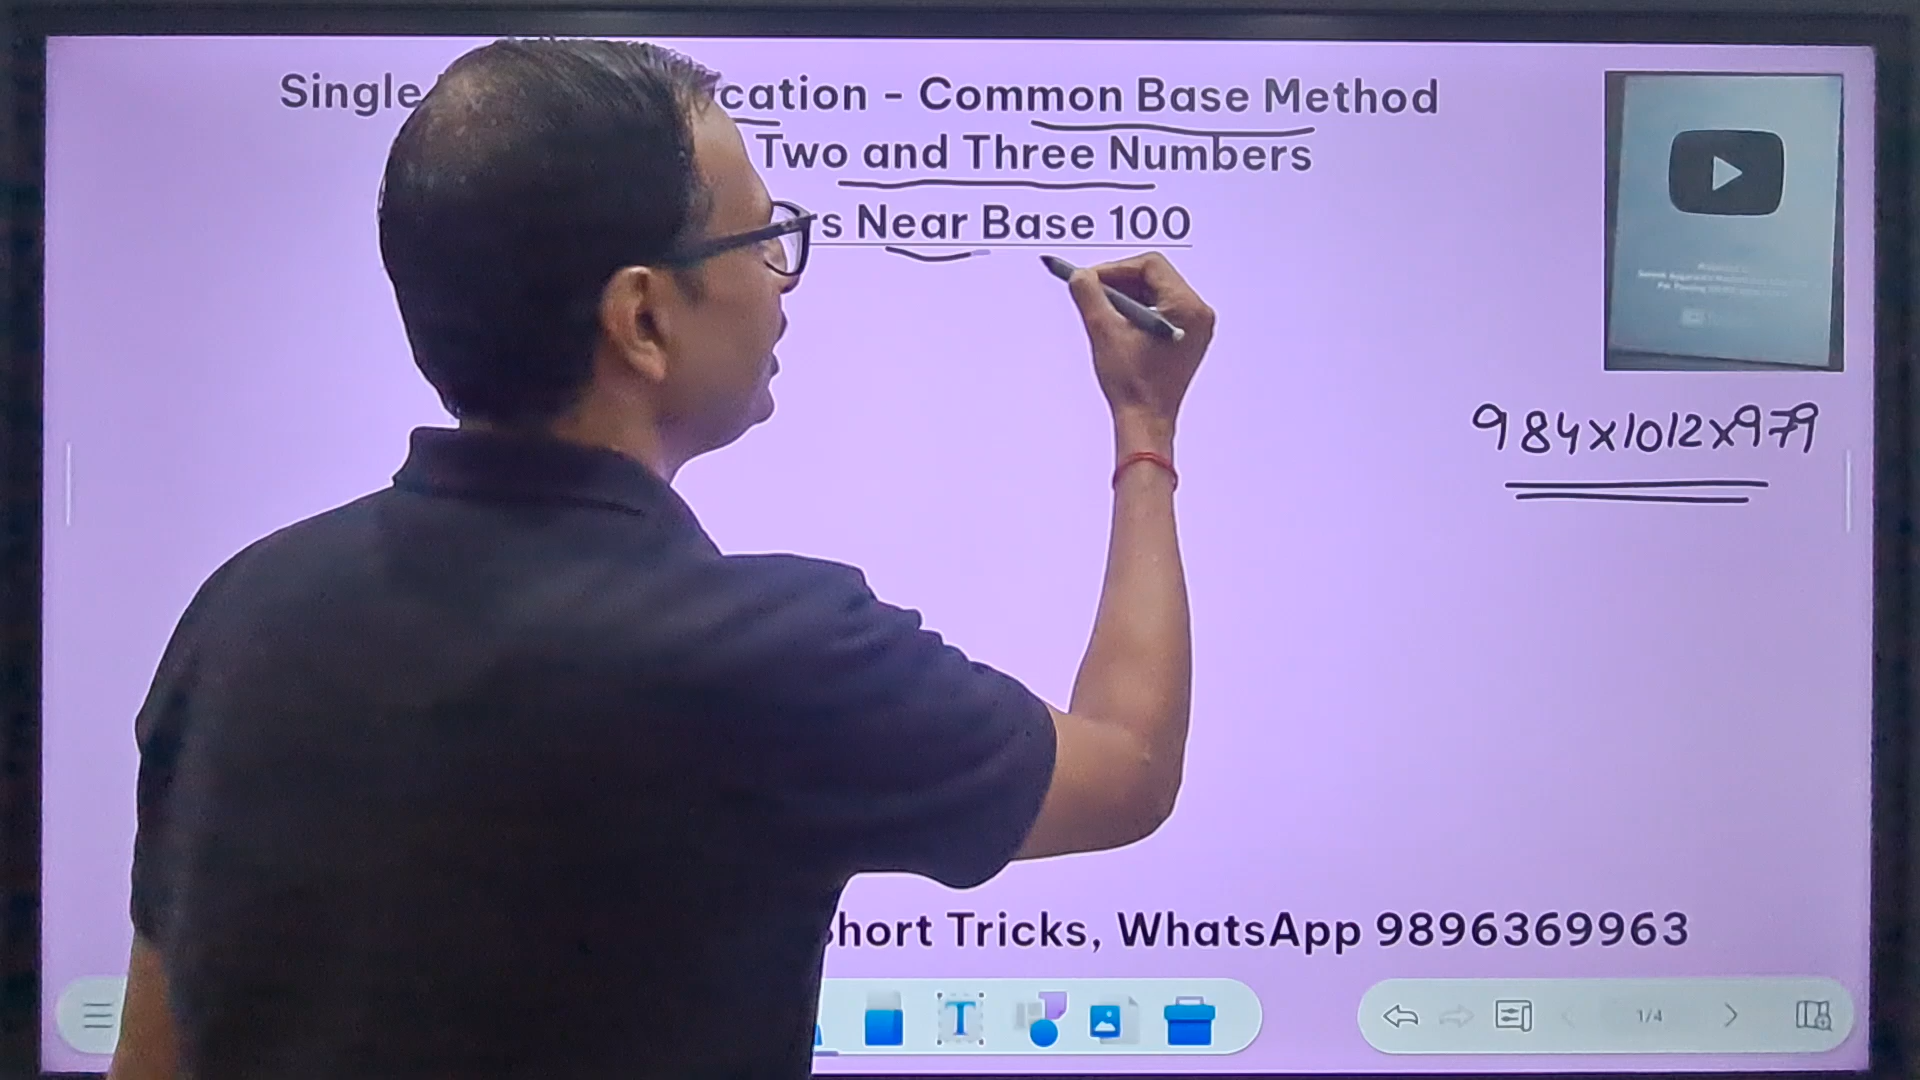 Single cation - Common Base Method
Two and Three Numbers
rs Near Base 100
984x1012x979
hort Tricks, WhatsApp 9896369963
T
1/4